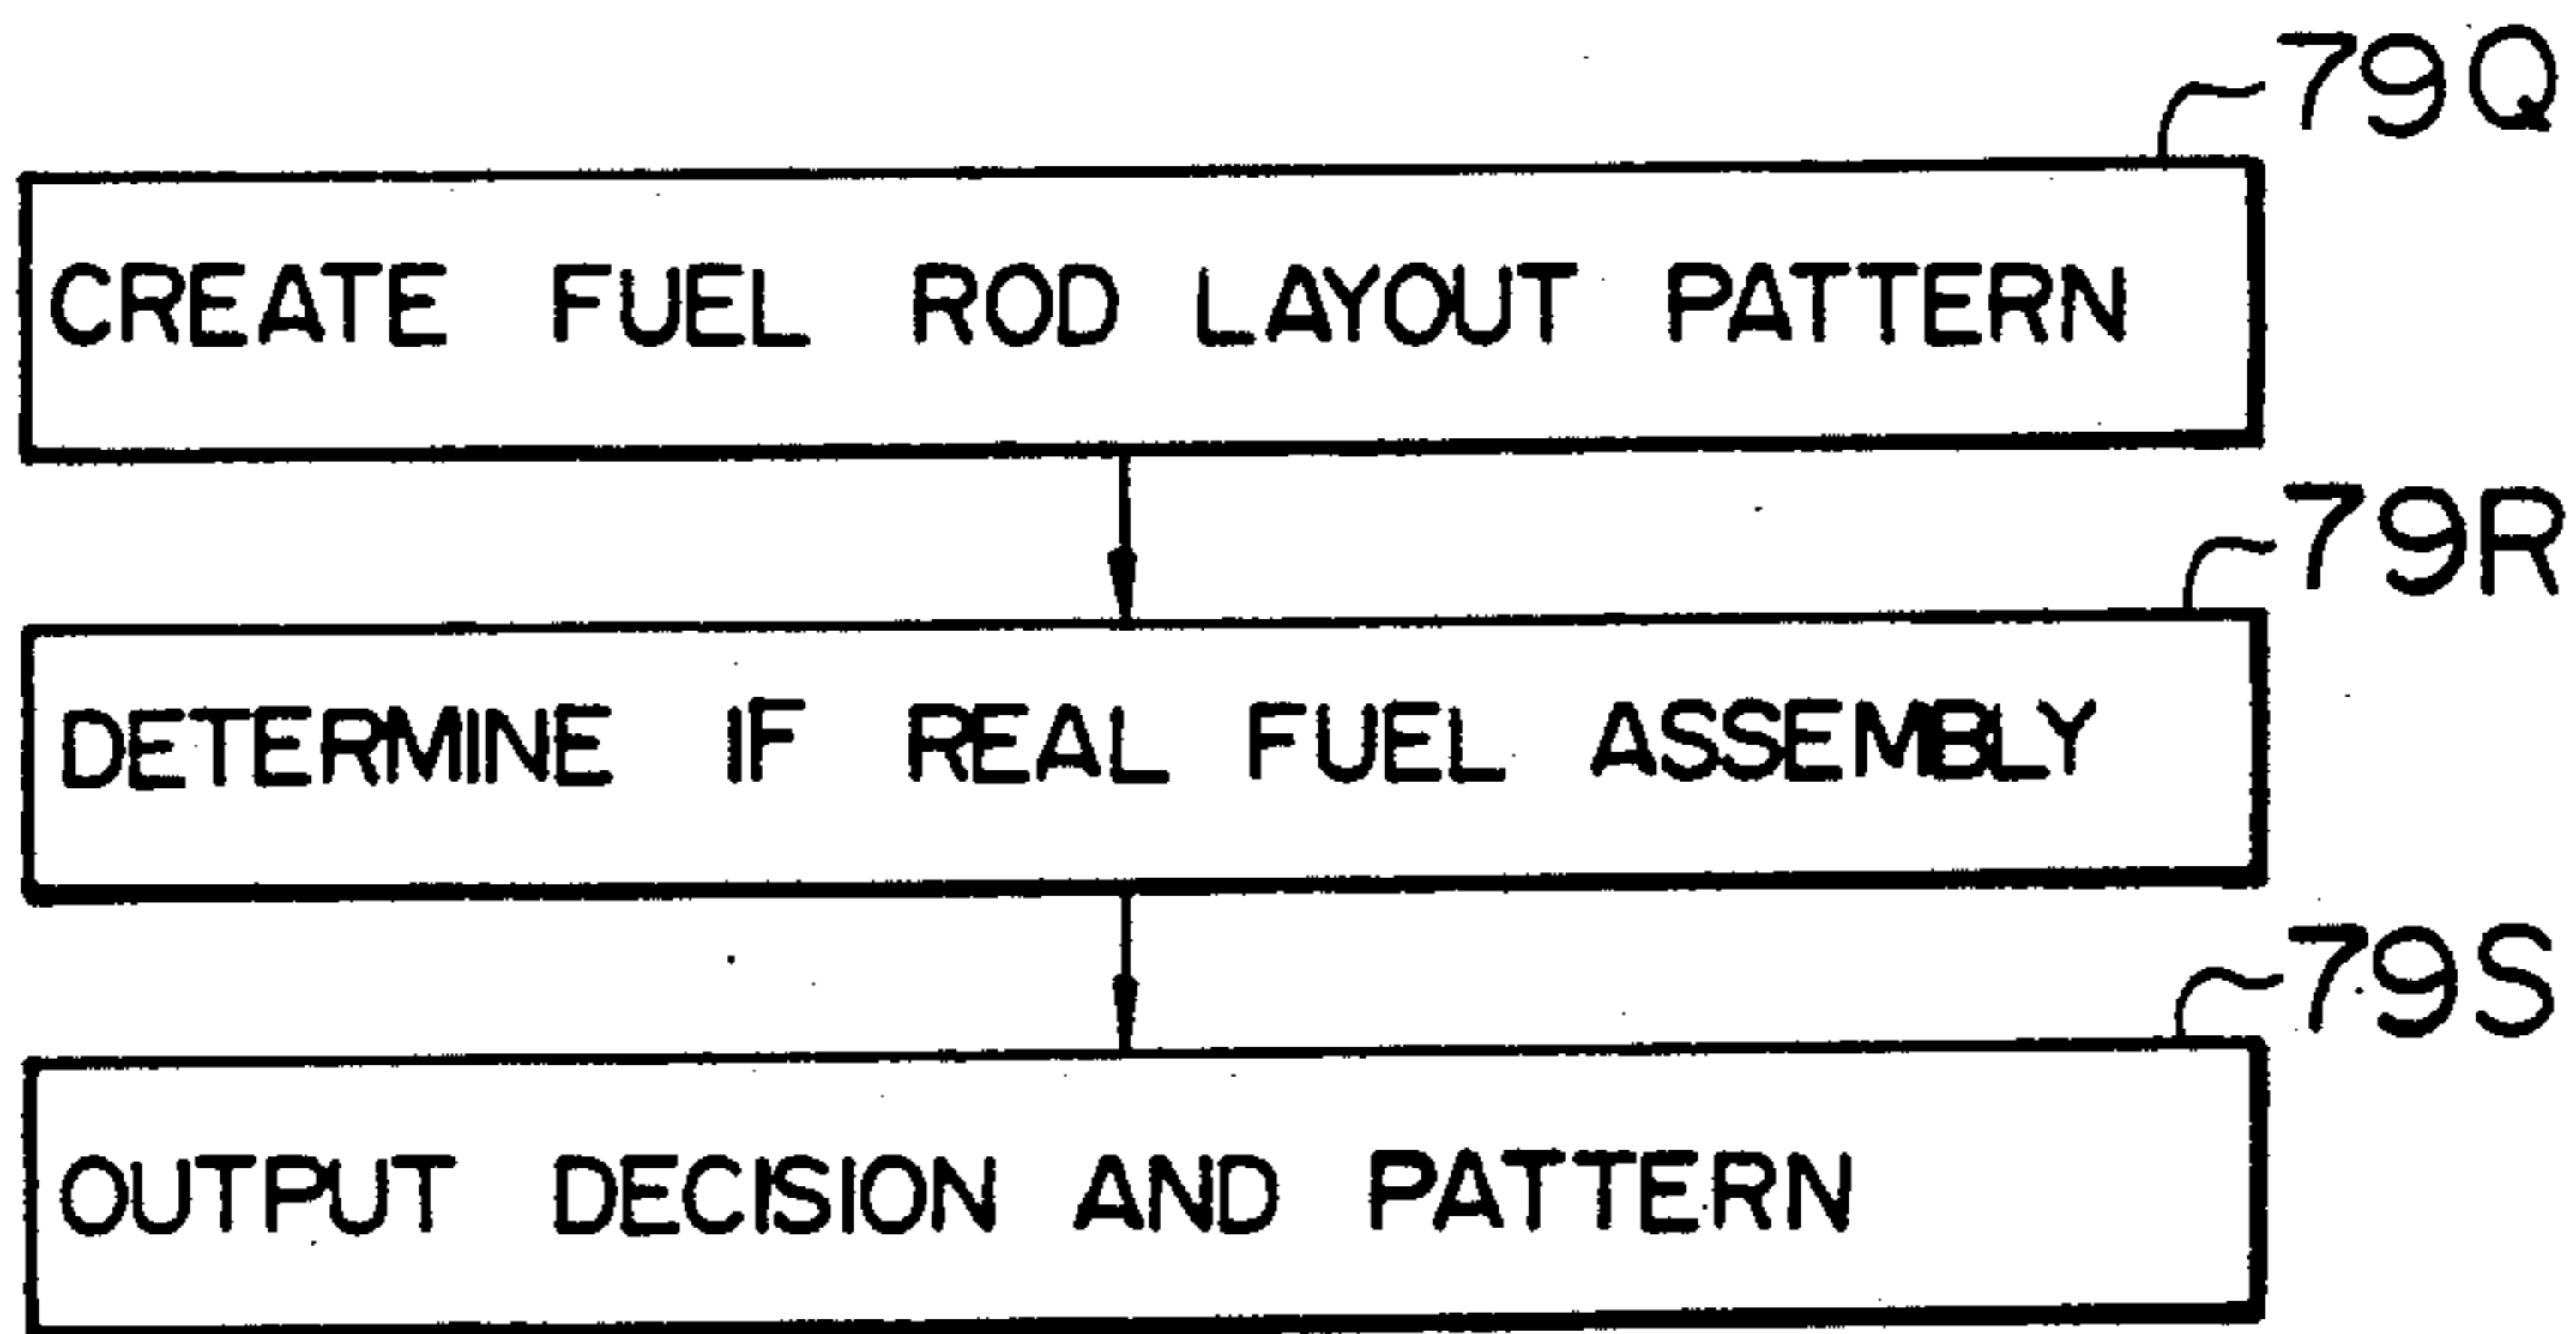 79Q
CREATE FUEL ROD LAYOUT PATTERN
79R
DETERMINE IF REAL FUEL ASSEMBLY
79S
OUTPUT DECISION AND PATTERN